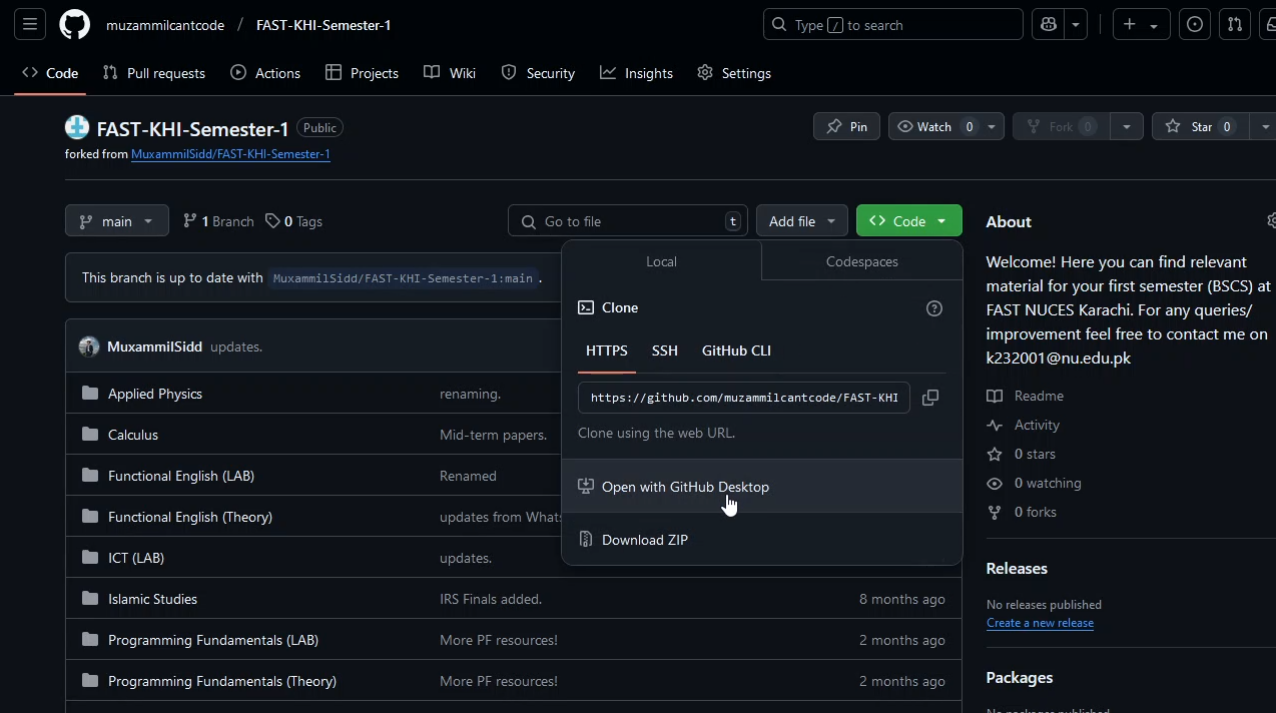 muzammilcantcode / FAST-KHI-Semester-1
Type / to search
Code Pull requests Actions Projects Wiki Security Insights Settings
FAST-KHI-Semester-1 Public
Pin Watch 0 Fork 0 Star 0
forked from MuxammilSidd/FAST-KHI-Semester-1
main 1 Branch 0 Tags
Go to file t Add file Code
This branch is up to date with MuxammilSidd/FAST-KHI-Semester-1:main .
Local Codespaces
Clone
HTTPS SSH GitHub CLI
https://github.com/muzammilcantcode/FAST-KHI
Clone using the web URL.
Open with GitHub Desktop
Download ZIP
MuxammilSidd updates.
Applied Physics renaming.
Calculus Mid-term papers.
Functional English (LAB) Renamed
Functional English (Theory) updates from
ICT (LAB) updates.
Islamic Studies IRS Finals added. 8 months ago
Programming Fundamentals (LAB) More PF resources! 2 months ago
Programming Fundamentals (Theory) More PF resources! 2 months ago
About
Welcome! Here you can find relevant
material for your first semester (BSCS) at
FAST NUCES Karachi. For any queries/
improvement feel free to contact me on
k232001@nu.edu.pk
Readme
Activity
0 stars
0 watching
0 forks
Releases
No releases published
Create a new release
Packages